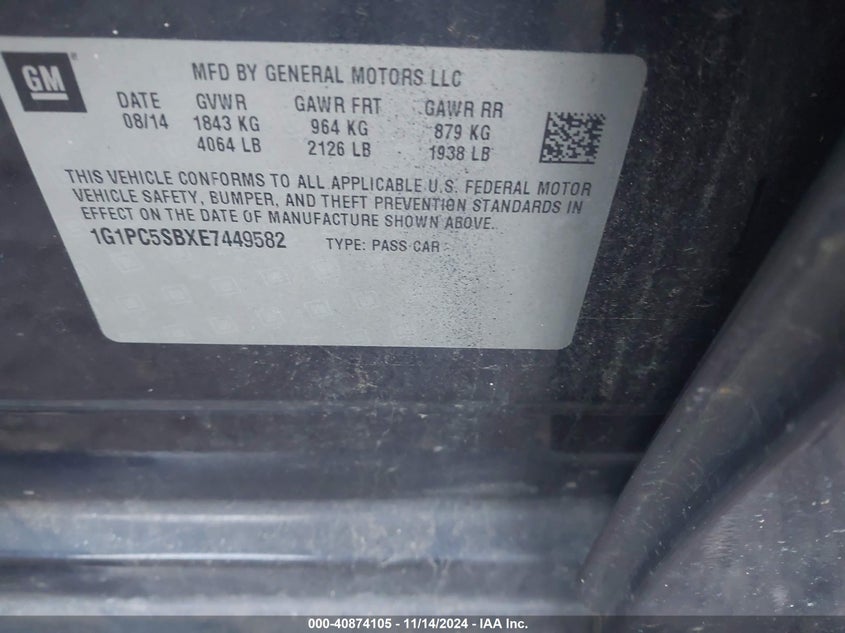 GM
MFD BY GENERAL MOTORS LLC
DATE GVWR GAWR FRT GAWR RR
08/14 1843 KG 964 KG 879 KG
4064 LB 2126 LB 1938 LB
THIS VEHICLE CONFORMS TO ALL APPLICABLE U.S. FEDERAL MOTOR
VEHICLE SAFETY, BUMPER, AND THEFT PREVENTION STANDARDS IN
EFFECT ON THE DATE OF MANUFACTURE SHOWN ABOVE.
1G1PC5SBXE7449582 TYPE: PASS CAR
000-40874105 - 11/14/2024 - IAA Inc.